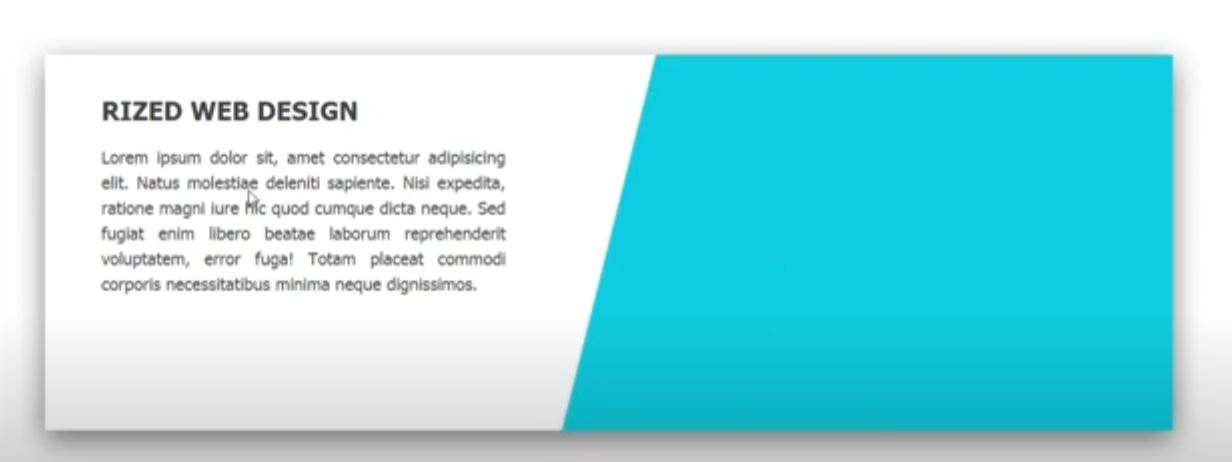 RIZED WEB DESIGN
Lorem ipsum dolor sit, amet consectetur adipisicing
elit. Natus molestiae deleniti sapiente. Nisi expedita,
ratione magni iure hic quod cumque dicta neque. Sed
fugiat enim libero beatae laborum reprehenderit
voluptatem, error fuga! Totam placeat commodi
corporis necessitatibus minima neque dignissimos.